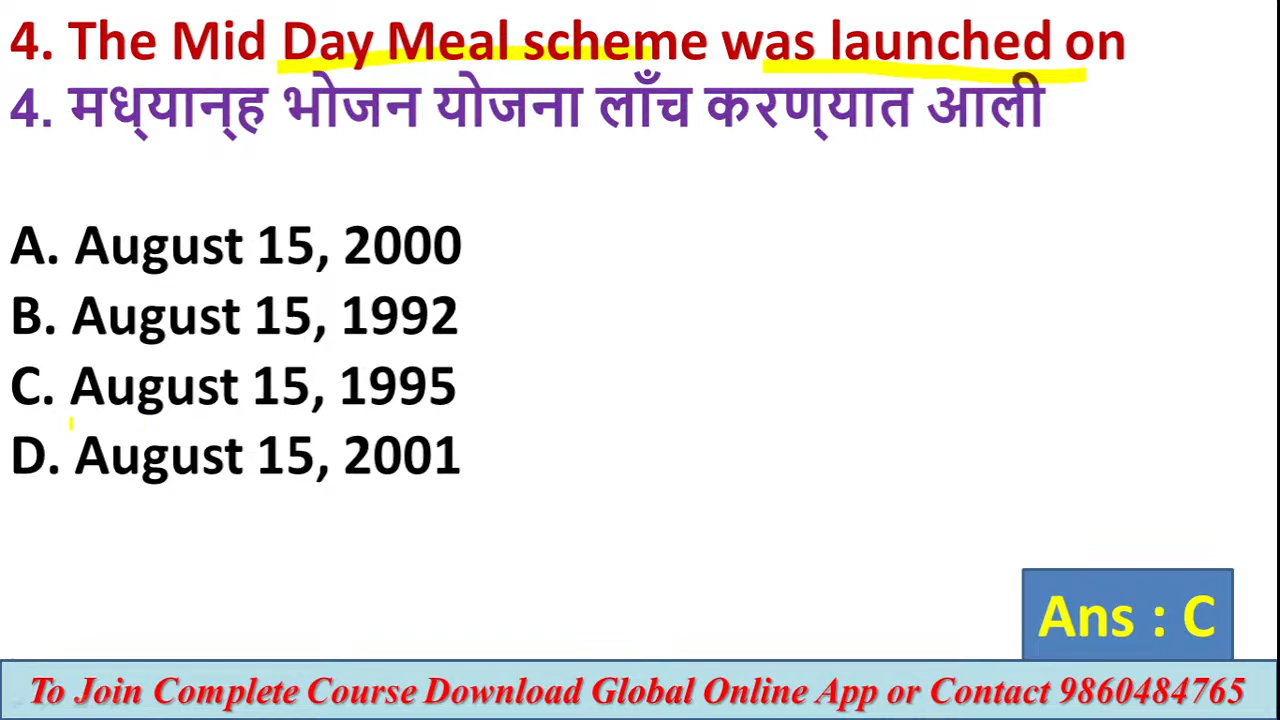 4. The Mid Day Meal scheme was launched on
4. मध्यान्ह भोजन योजना लाँच करण्यात आली
A. August 15, 2000
B. August 15, 1992
C. August 15, 1995
D. August 15, 2001
Ans : C
To Join Complete Course Download Global Online App or Contact 9860484765